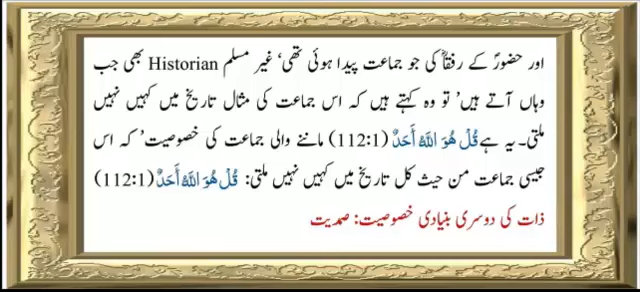 اور حضورؐ کے رفقاؓ کی جو جماعت پیدا ہوئی تھی‘ غیر مسلم Historian بھی جب
وہاں آتے ہیں‘ تو وہ کہتے ہیں کہ اس جماعت کی مثال تاریخ میں کہیں نہیں
ملتی۔ یہ ہے قُلْ هُوَ اللَّهُ أَحَدٌ (112:1) ماننے والی جماعت کی خصوصیت‘ کہ اس
جیسی جماعت من حیث کل تاریخ میں کہیں نہیں ملتی: قُلْ هُوَ اللَّهُ أَحَدٌ (112:1)
ذات کی دوسری بنیادی خصوصیت: صمدیت